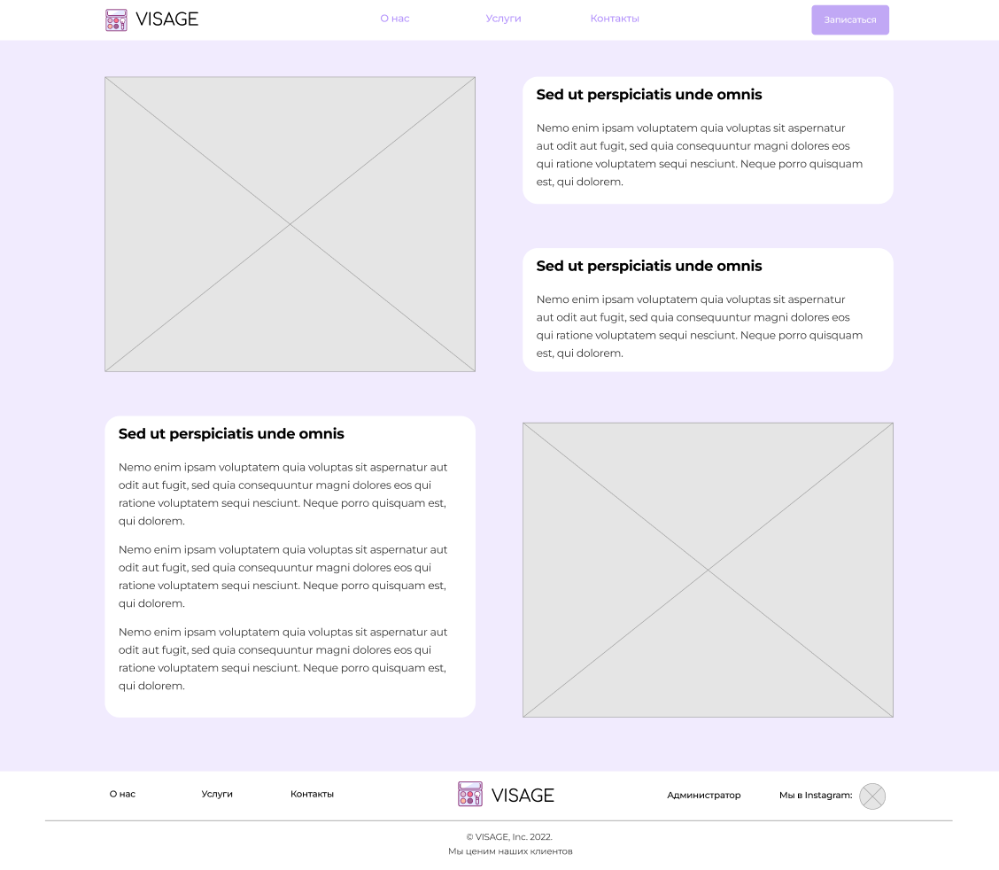 VISAGE
О нас
Услуги
Контакты
Записаться
Sed ut perspiciatis unde omnis
Nemo enim ipsam voluptatem quia voluptas sit aspernatur
aut odit aut fugit, sed quia consequuntur magni dolores eos
qui ratione voluptatem sequi nesciunt. Neque porro quisquam
est, qui dolorem.
Sed ut perspiciatis unde omnis
Nemo enim ipsam voluptatem quia voluptas sit aspernatur
aut odit aut fugit, sed quia consequuntur magni dolores eos
qui ratione voluptatem sequi nesciunt. Neque porro quisquam
est, qui dolorem.
Sed ut perspiciatis unde omnis
Nemo enim ipsam voluptatem quia voluptas sit aspernatur aut
odit aut fugit, sed quia consequuntur magni dolores eos qui
ratione voluptatem sequi nesciunt. Neque porro quisquam est,
qui dolorem.
Nemo enim ipsam voluptatem quia voluptas sit aspernatur aut
odit aut fugit, sed quia consequuntur magni dolores eos qui
ratione voluptatem sequi nesciunt. Neque porro quisquam est,
qui dolorem.
Nemo enim ipsam voluptatem quia voluptas sit aspernatur aut
odit aut fugit, sed quia consequuntur magni dolores eos qui
ratione voluptatem sequi nesciunt. Neque porro quisquam est,
qui dolorem.
О нас
Услуги
Контакты
VISAGE
Администратор
Мы в Instagram:
© VISAGE, Inc. 2022.
Мы ценим наших клиентов